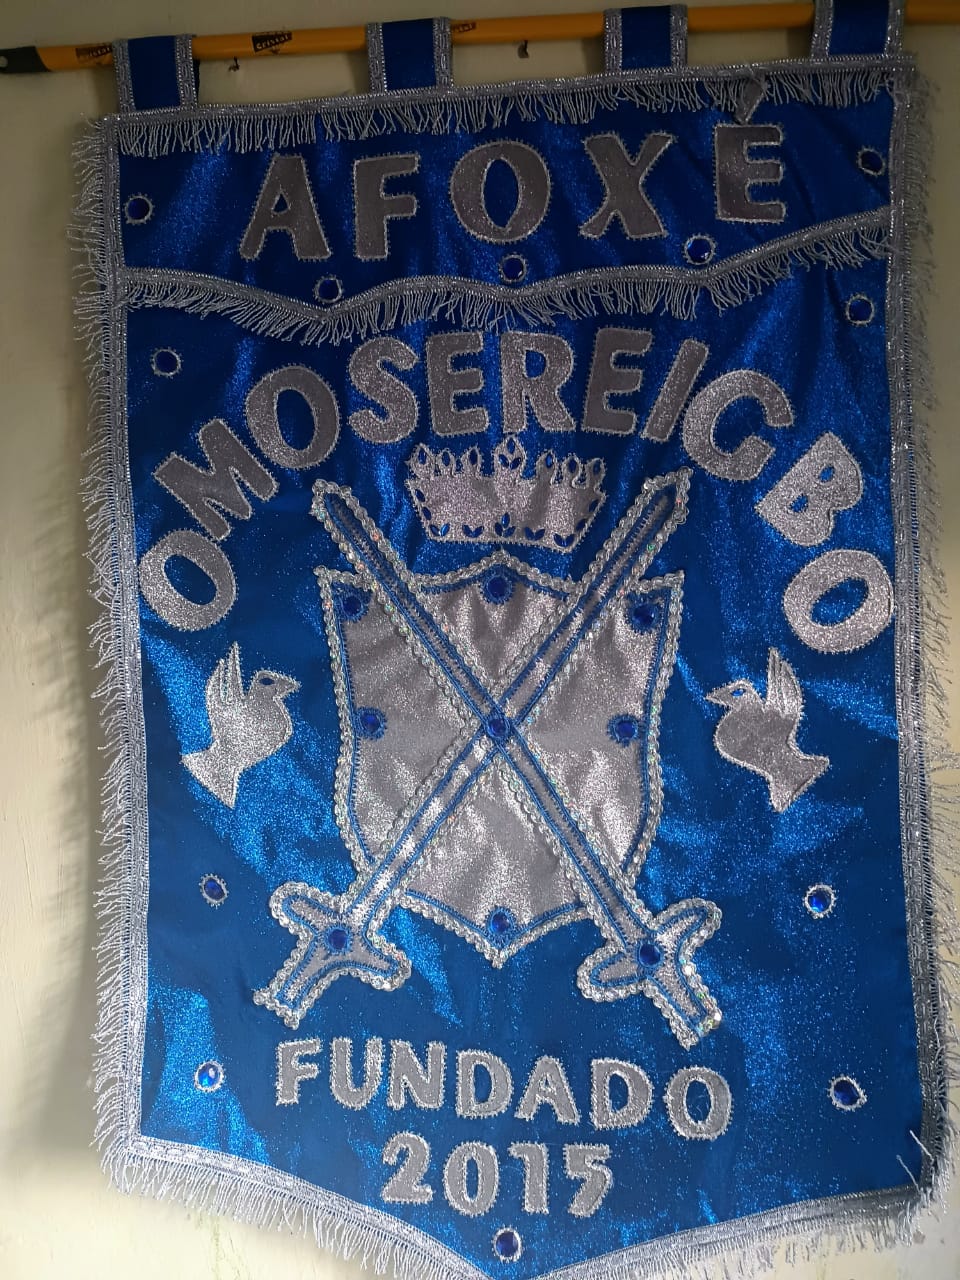 AFOXÉ
OMOSEREIGBO
FUNDADO
2015